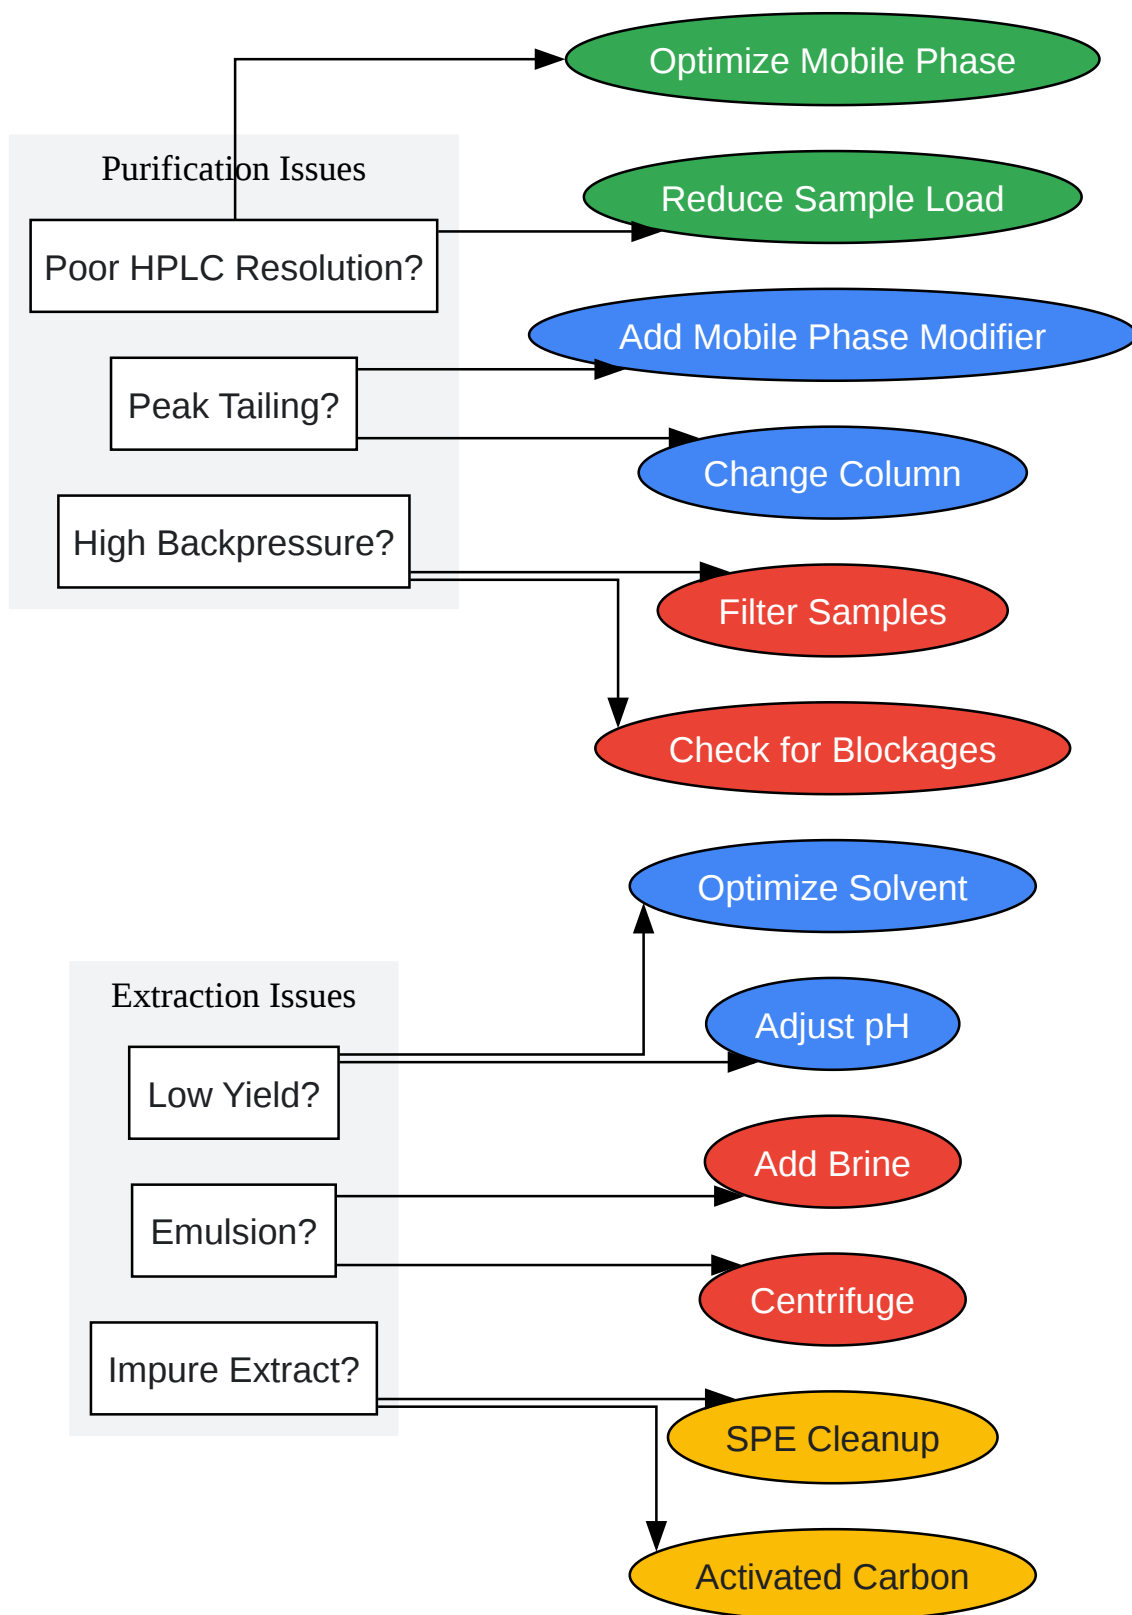 Optimize Mobile Phase
Purification Issues
Reduce Sample Load
Poor HPLC Resolution?
Add Mobile Phase Modifier
Peak Tailing?
Change Column
High Backpressure?
Filter Samples
Check for Blockages
Optimize Solvent
Extraction Issues
Adjust pH
Low Yield?
Add Brine
Emulsion?
Centrifuge
Impure Extract?
SPE Cleanup
Activated Carbon